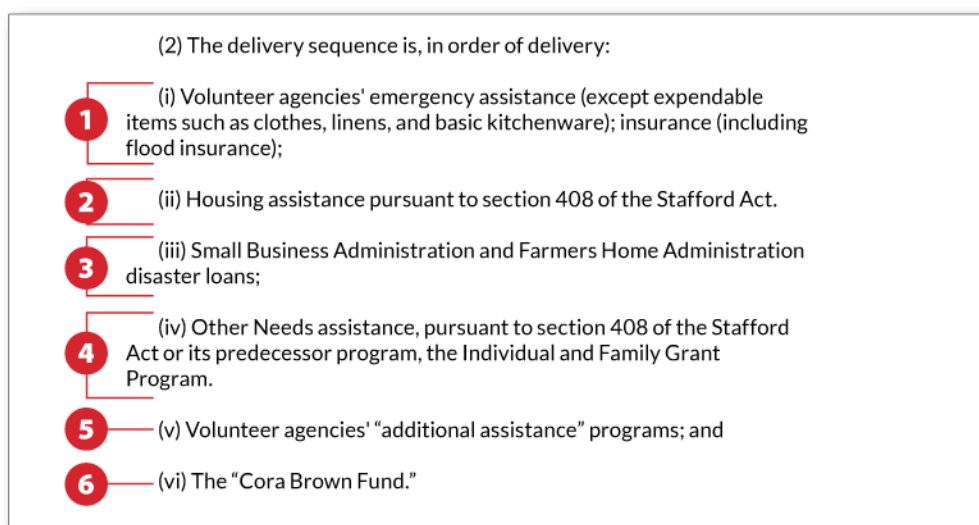 (2) The delivery sequence is, in order of delivery:
1
(i) Volunteer agencies' emergency assistance (except expendable
items such as clothes, linens, and basic kitchenware); insurance (including
flood insurance);
2
(ii) Housing assistance pursuant to section 408 of the Stafford Act.
3
(iii) Small Business Administration and Farmers Home Administration
disaster loans;
4
(iv) Other Needs assistance, pursuant to section 408 of the Stafford
Act or its predecessor program, the Individual and Family Grant
Program.
5
(v) Volunteer agencies' “additional assistance” programs; and
6
(vi) The “Cora Brown Fund.”